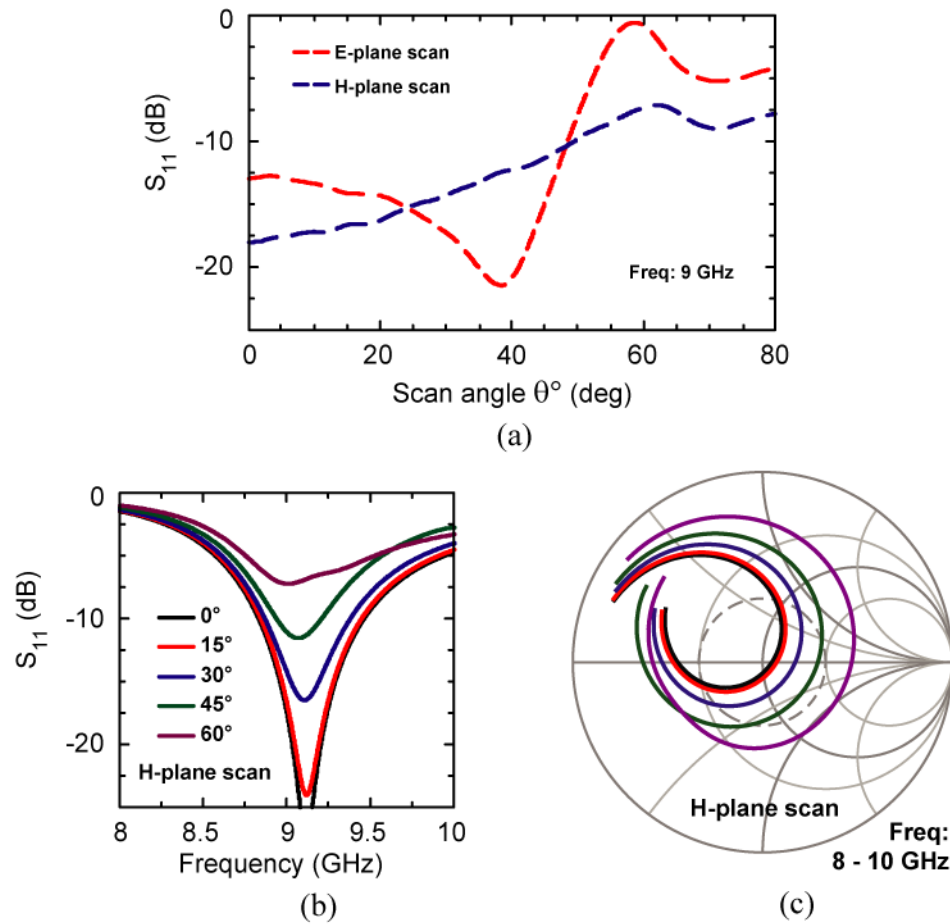 0
-10
-20
S11 (dB)
E-plane scan
H-plane scan
Freq: 9 GHz
0 20 40 60 80
Scan angle θ° (deg)
(a)
0
-10
-20
S11 (dB)
0°
15°
30°
45°
60°
H-plane scan
8 8.5 9 9.5 10
Frequency (GHz)
(b)
H-plane scan
Freq:
8 - 10 GHz
(c)